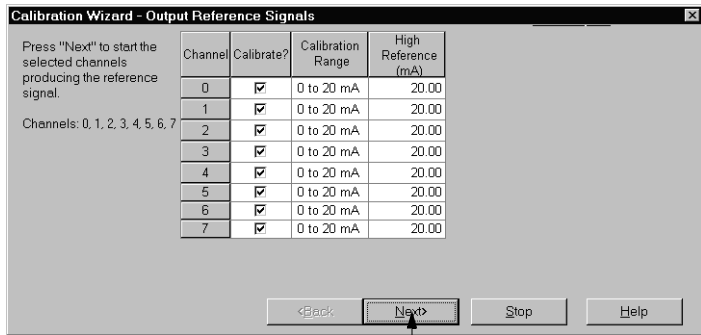 Calibration Wizard - Output Reference Signals
Press "Next" to start the
selected channels
producing the reference
signal.
Channels: 0, 1, 2, 3, 4, 5, 6, 7
Channel Calibrate? Calibration Range High Reference (mA)
0 0 to 20 mA 20.00
1 0 to 20 mA 20.00
2 0 to 20 mA 20.00
3 0 to 20 mA 20.00
4 0 to 20 mA 20.00
5 0 to 20 mA 20.00
6 0 to 20 mA 20.00
7 0 to 20 mA 20.00
<Back Next> Stop Help